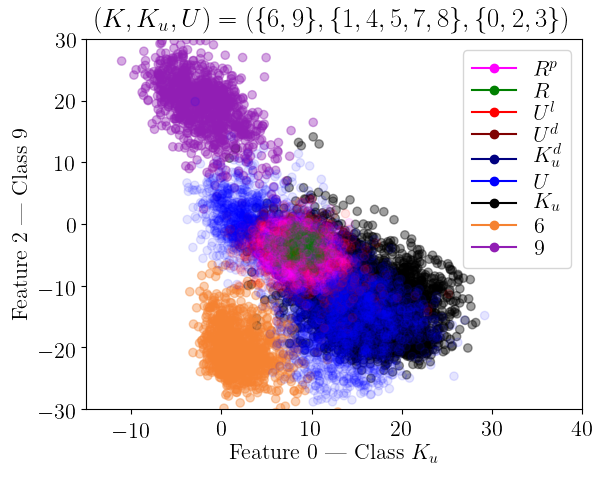 (K, K_u, U) = ({6, 9}, {1, 4, 5, 7, 8}, {0, 2, 3})
30
20
10
0
−10
−20
−30
Feature 2 — Class 9
R^p
R
U^l
U^d
K_u^d
U
K_u
6
9
−10
0
10
20
30
40
Feature 0 — Class K_u